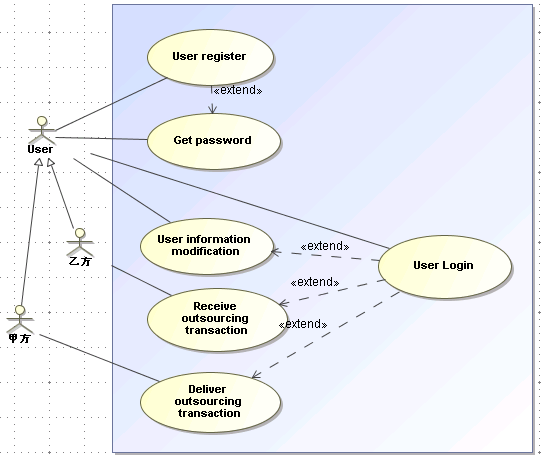 User register
«extend»
Get password
User
User information
modification
«extend»
User Login
乙方
«extend»
Receive
outsourcing
transaction
«extend»
甲方
Deliver
outsourcing
transaction